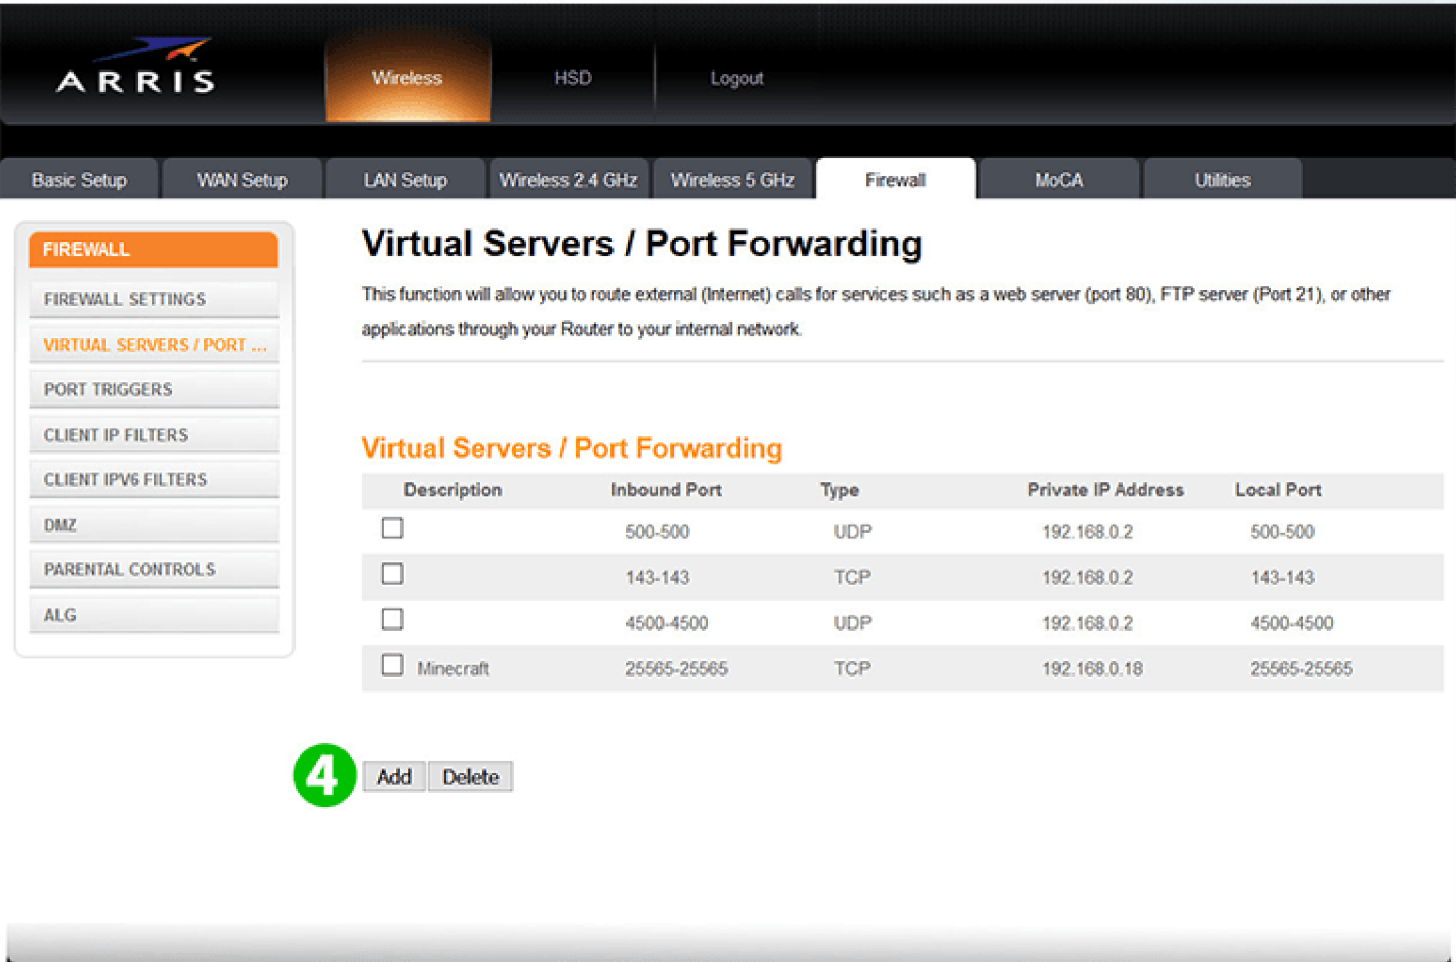 ARRIS
Wireless HSD Logout
Basic Setup WAN Setup LAN Setup Wireless 2.4 GHz Wireless 5 GHz Firewall MoCA Utilities
FIREWALL
FIREWALL SETTINGS
VIRTUAL SERVERS / PORT ...
PORT TRIGGERS
CLIENT IP FILTERS
CLIENT IPV6 FILTERS
DMZ
PARENTAL CONTROLS
ALG
Virtual Servers / Port Forwarding
This function will allow you to route external (Internet) calls for services such as a web server (port 80), FTP server (Port 21), or other
applications through your Router to your internal network.
Virtual Servers / Port Forwarding
Description Inbound Port Type Private IP Address Local Port
500-500 UDP 192.168.0.2 500-500
143-143 TCP 192.168.0.2 143-143
4500-4500 UDP 192.168.0.2 4500-4500
Minecraft 25565-25565 TCP 192.168.0.18 25565-25565
4 Add Delete